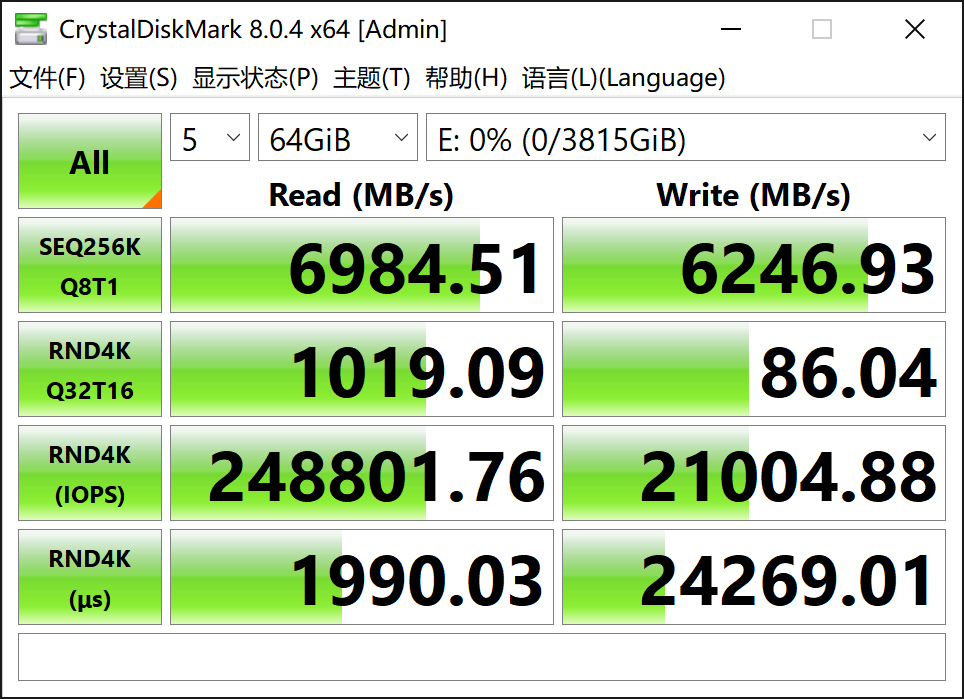 CrystalDiskMark 8.0.4 x64 [Admin]
文件(F) 设置(S) 显示状态(P) 主题(T) 帮助(H) 语言(L)(Language)
All 5 64GiB E: 0% (0/3815GiB)
Read (MB/s) Write (MB/s)
SEQ256K
Q8T1 6984.51 6246.93
RND4K
Q32T16 1019.09 86.04
RND4K
(IOPS) 248801.76 21004.88
RND4K
(μs) 1990.03 24269.01